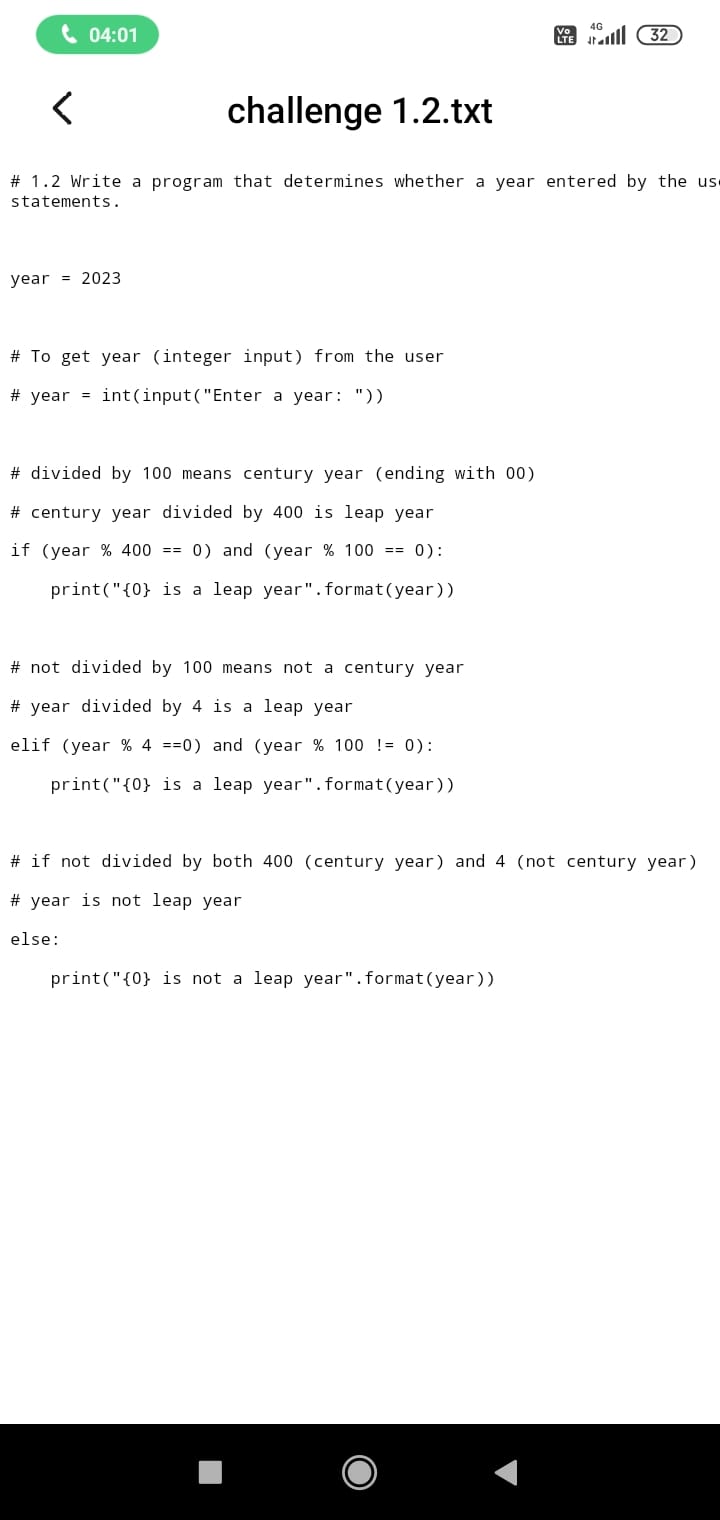 04:01
Vo LTE 4G 32
challenge 1.2.txt
# 1.2 Write a program that determines whether a year entered by the
statements.
year = 2023
# To get year (integer input) from the user
# year = int(input("Enter a year: "))
# divided by 100 means century year (ending with 00)
# century year divided by 400 is leap year
if (year % 400 == 0) and (year % 100 == 0):
    print("{0} is a leap year".format(year))
# not divided by 100 means not a century year
# year divided by 4 is a leap year
elif (year % 4 ==0) and (year % 100 != 0):
    print("{0} is a leap year".format(year))
# if not divided by both 400 (century year) and 4 (not century year)
# year is not leap year
else:
    print("{0} is not a leap year".format(year))